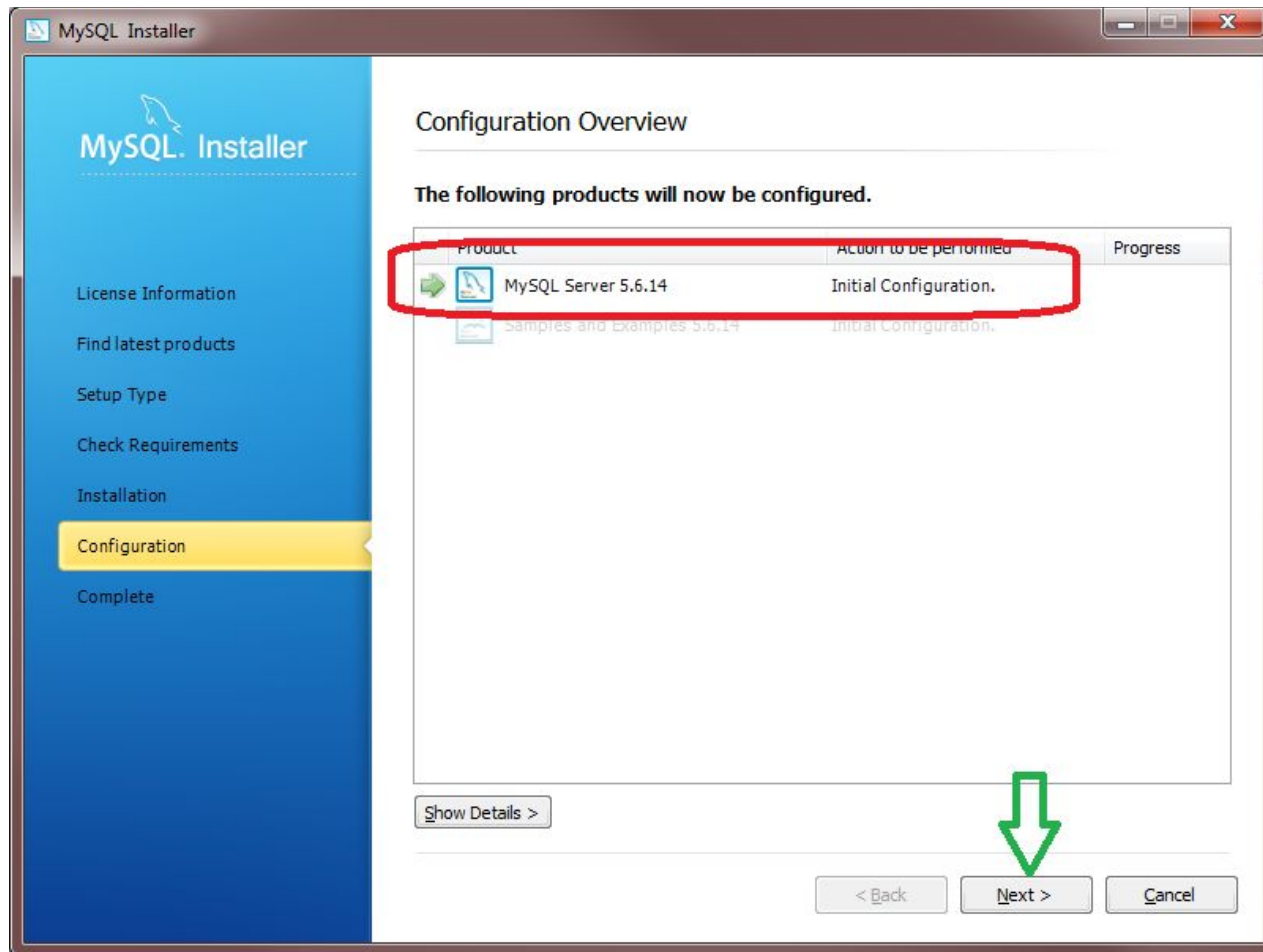 MySQL Installer
MySQL. Installer
License Information
Find latest products
Setup Type
Check Requirements
Installation
Configuration
Complete
Configuration Overview
The following products will now be configured.
Product Action to be performed Progress
MySQL Server 5.6.14 Initial Configuration.
Samples and Examples 5.6.14 Initial Configuration.
Show Details >
< Back Next > Cancel